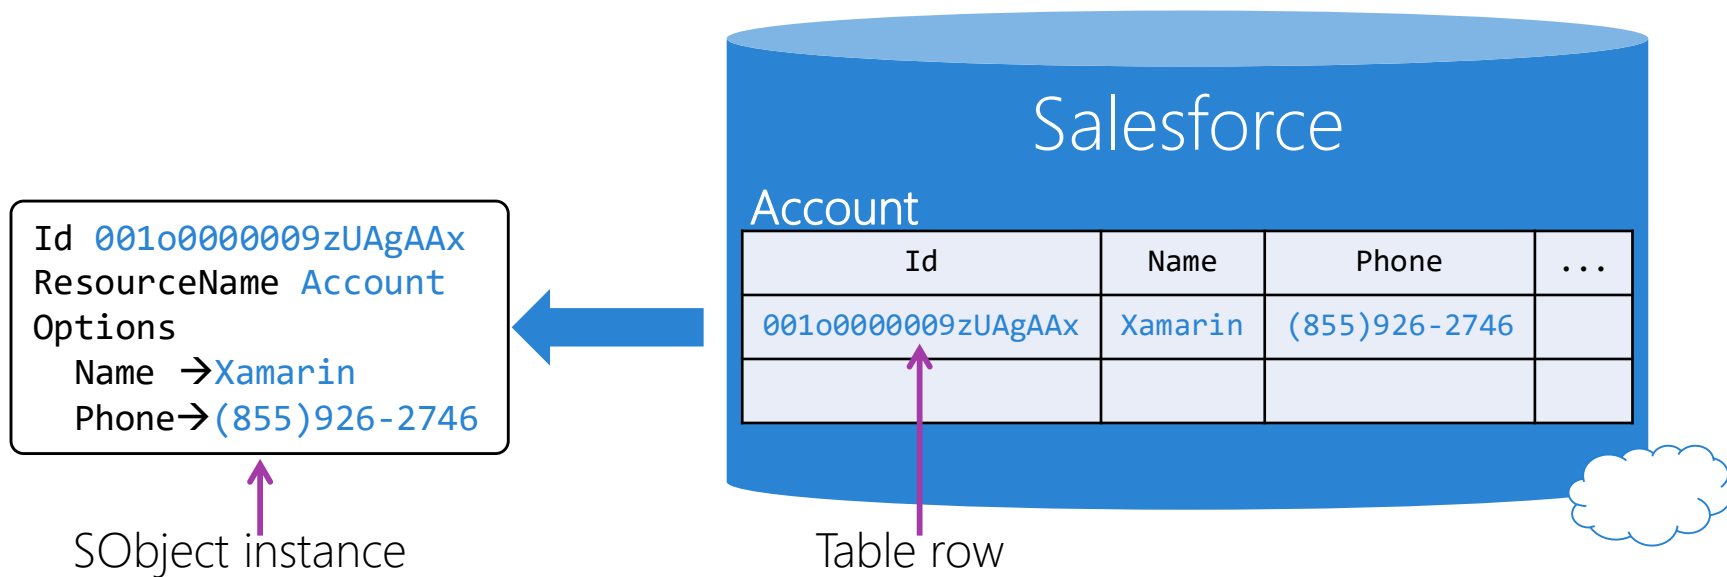 Salesforce
Account
Id Name Phone ...
001o0000009zUAgAAx Xamarin (855)926-2746
Id 001o0000009zUAgAAx
ResourceName Account
Options
Name →Xamarin
Phone→(855)926-2746
SObject instance
Table row